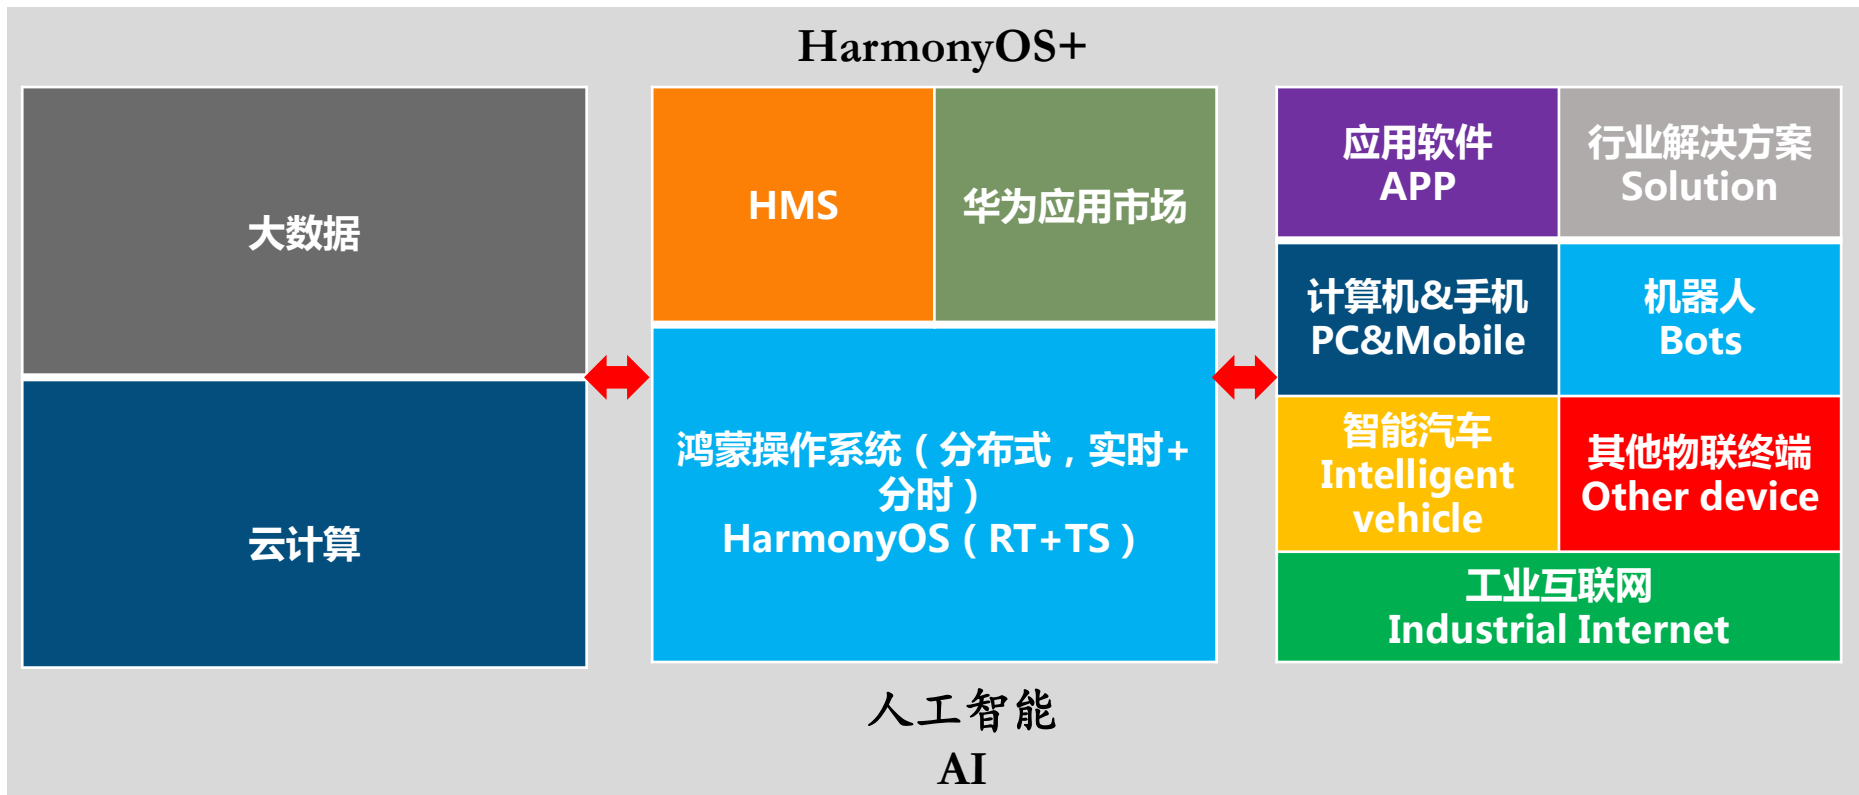 HarmonyOS+
大数据
云计算
HMS
华为应用市场
鸿蒙操作系统（分布式，实时+
分时）
HarmonyOS（RT+TS）
应用软件
APP
行业解决方案
Solution
计算机&手机
PC&Mobile
机器人
Bots
智能汽车
Intelligent
vehicle
其他物联终端
Other device
工业互联网
Industrial Internet
人工智能
AI